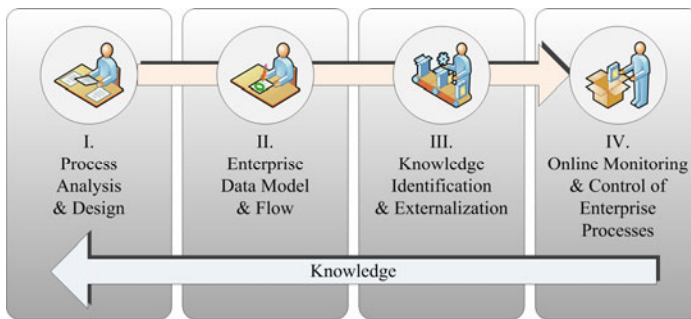 I.
Process
Analysis
& Design
II.
Enterprise
Data Model
& Flow
III.
Knowledge
Identification
& Externalization
IV.
Online Monitoring
& Control of
Enterprise
Processes
Knowledge